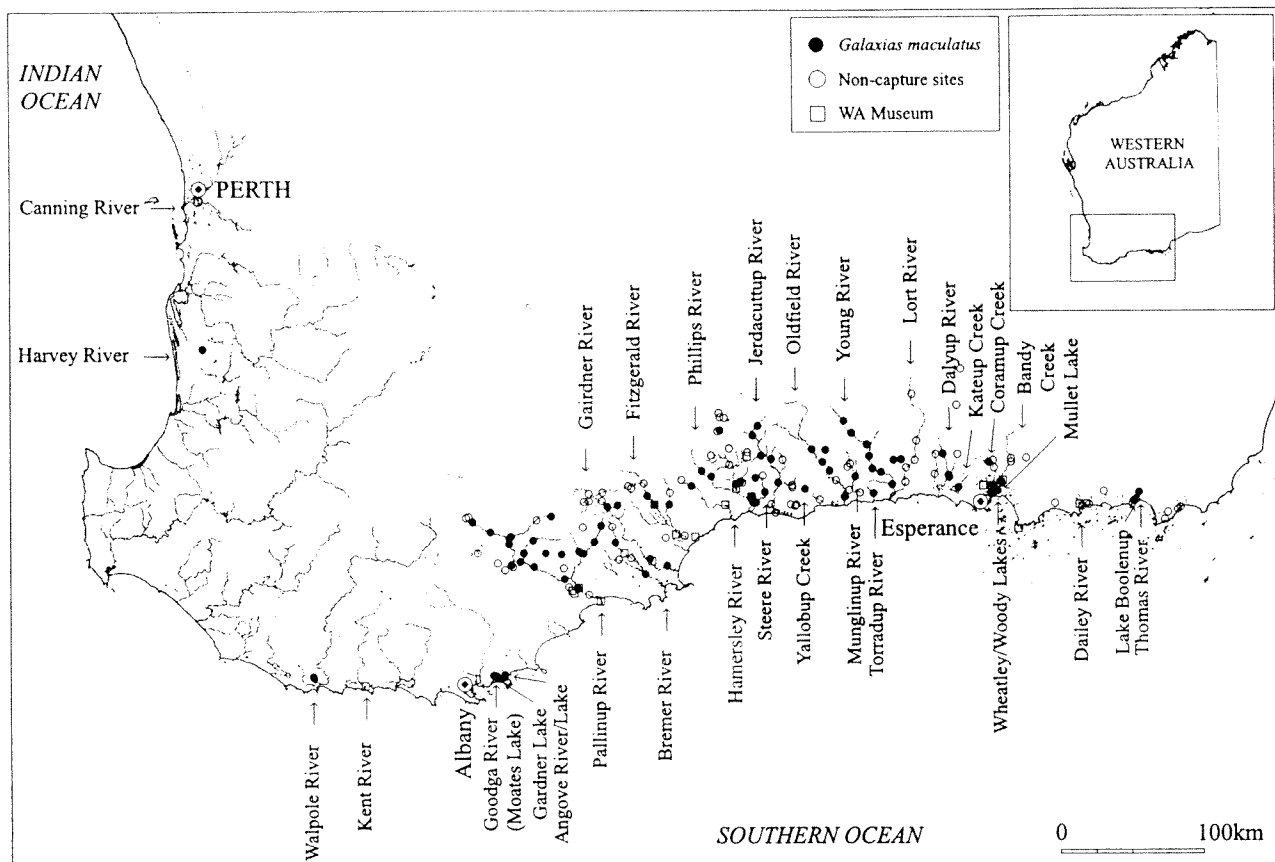 INDIAN
OCEAN
Galaxias maculatus
Non-capture sites
WA Museum
WESTERN
AUSTRALIA
PERTH
Canning River
Harvey River
Gairdner River
Fitzgerald River
Phillips River
Jerdacuttup River
Oldfield River
Young River
Lort River
Dalyup River
Kateup Creek
Coramup Creek
Bandy
Creek
Mullet Lake
Esperance
Walpole River
Kent River
Albany
Goodga River
(Moates Lake)
Gardner Lake
Angove River/Lake
Pallinup River
Bremer River
Hamersley River
Steere River
Yallobup Creek
Munglinup River
Torradup River
Wheatley/Woody Lakes
Dailey River
Lake Boolenup
Thomas River
SOUTHERN OCEAN
0 100km